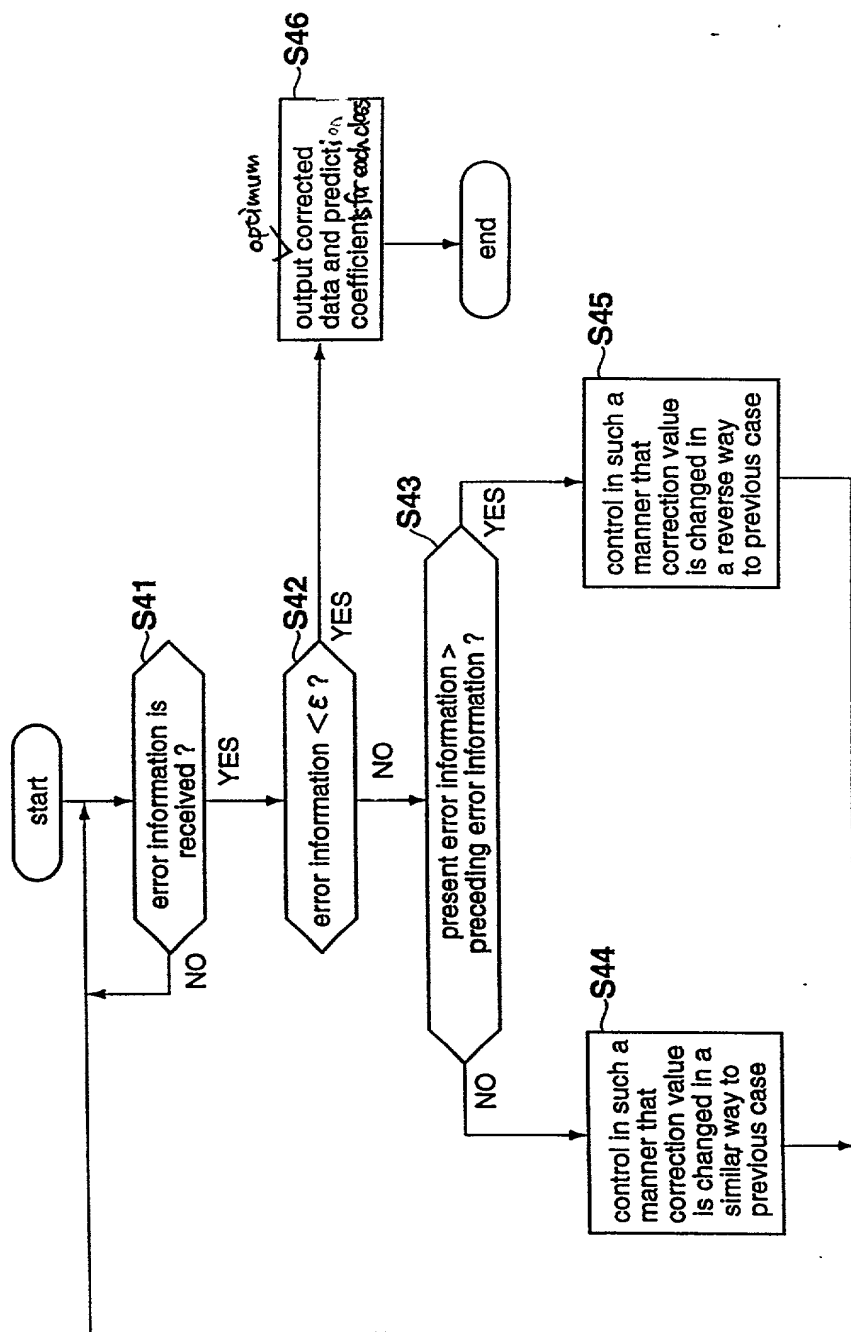 start
S41
error information is
received ?
NO
YES
S42
error information < ε ?
YES
NO
S46
optimum
output corrected
data and prediction
coefficients for each class
end
S43
present error information >
preceding error information ?
NO
YES
S44
control in such a
manner that
correction value
is changed in a
similar way to
previous case
S45
control in such a
manner that
correction value
is changed in
a reverse way
to previous case